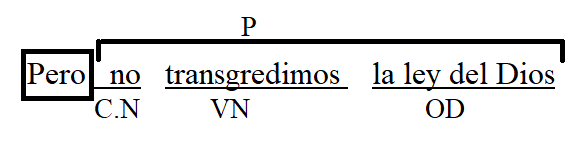 P
Pero no transgredimos la ley del Dios
C.N VN OD